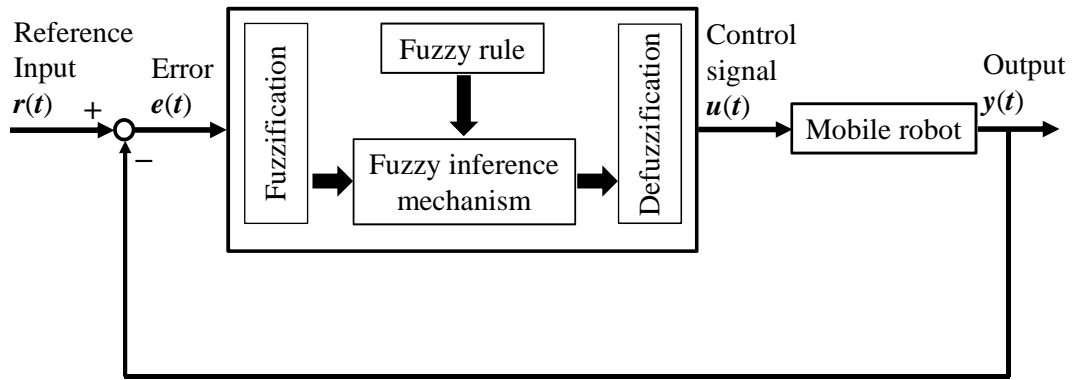 Reference
Input
r(t)
+
−
Error
e(t)
Fuzzification
Fuzzy rule
Fuzzy inference
mechanism
Defuzzification
Control
signal
u(t)
Mobile robot
Output
y(t)